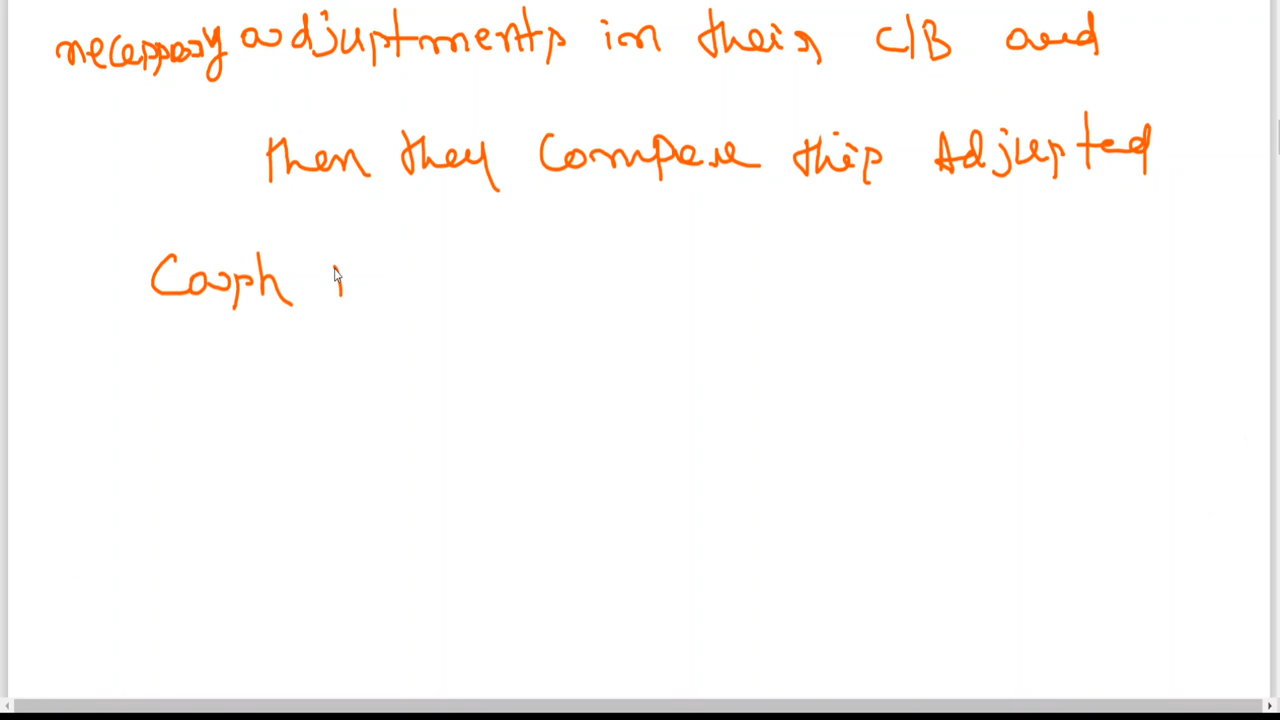 necessary adjustments in their C/B and
then they compare this Adjusted
Cash